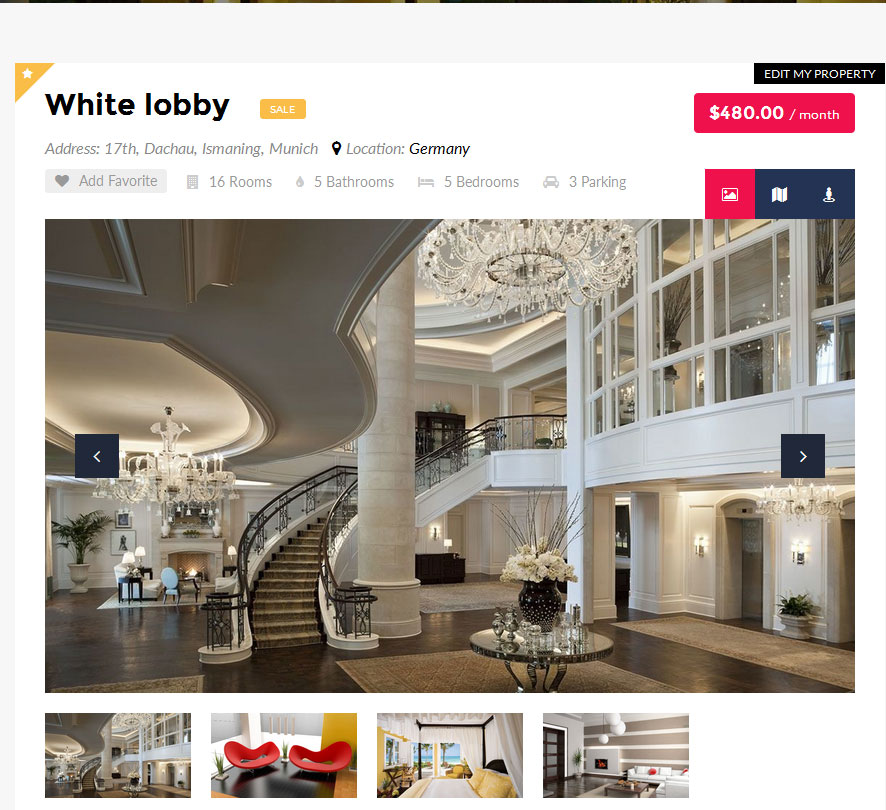 EDIT MY PROPERTY
White lobby SALE
$480.00 / month
Address: 17th, Dachau, Ismaning, Munich Location: Germany
Add Favorite 16 Rooms 5 Bathrooms 5 Bedrooms 3 Parking